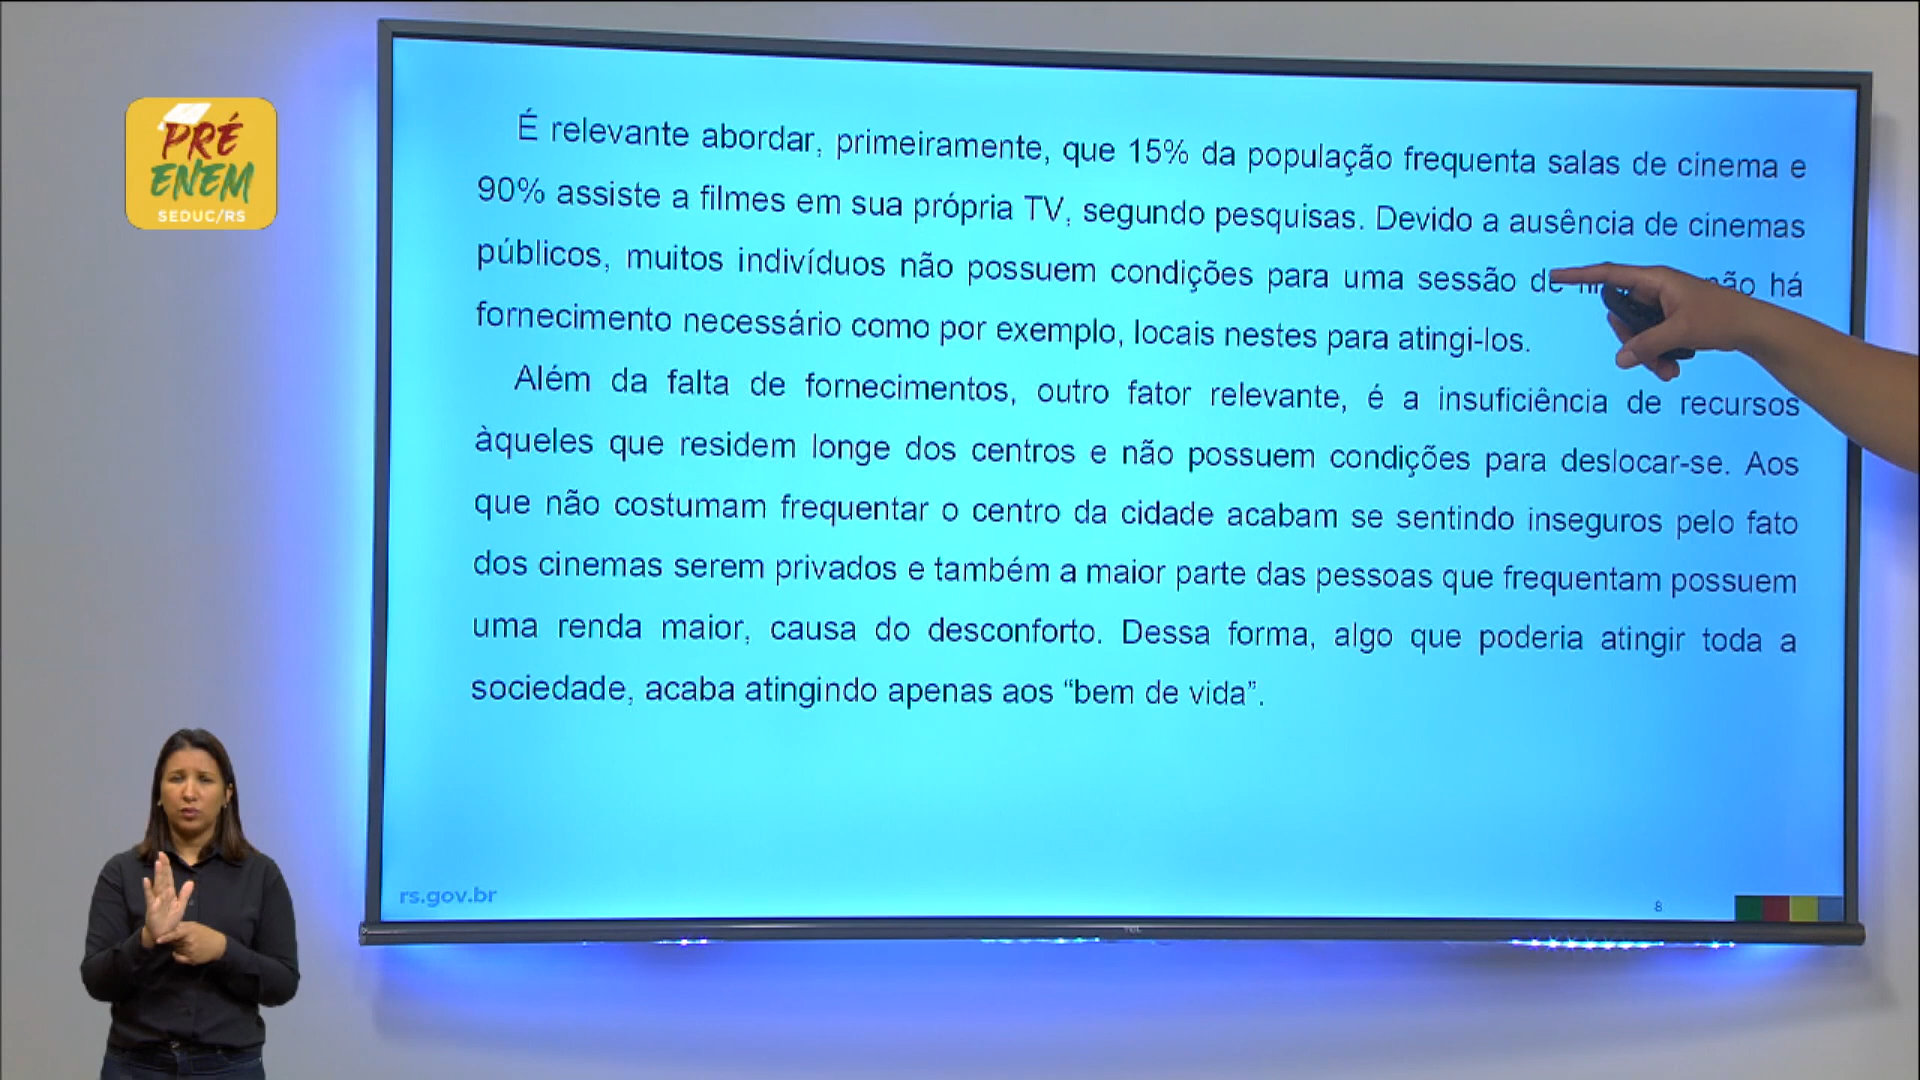 PRÉ
ENEM
SEDUC/RS
É relevante abordar, primeiramente, que 15% da população frequenta salas de cinema e
90% assiste a filmes em sua própria TV, segundo pesquisas. Devido a ausência de cinemas
públicos, muitos indivíduos não possuem condições para uma sessão de não há
fornecimento necessário como por exemplo, locais nestes para atingi-los.
Além da falta de fornecimentos, outro fator relevante, é a insuficiência de recursos
àqueles que residem longe dos centros e não possuem condições para deslocar-se. Aos
que não costumam frequentar o centro da cidade acabam se sentindo inseguros pelo fato
dos cinemas serem privados e também a maior parte das pessoas que frequentam possuem
uma renda maior, causa do desconforto. Dessa forma, algo que poderia atingir toda a
sociedade, acaba atingindo apenas aos “bem de vida”.
rs.gov.br
8
TCL